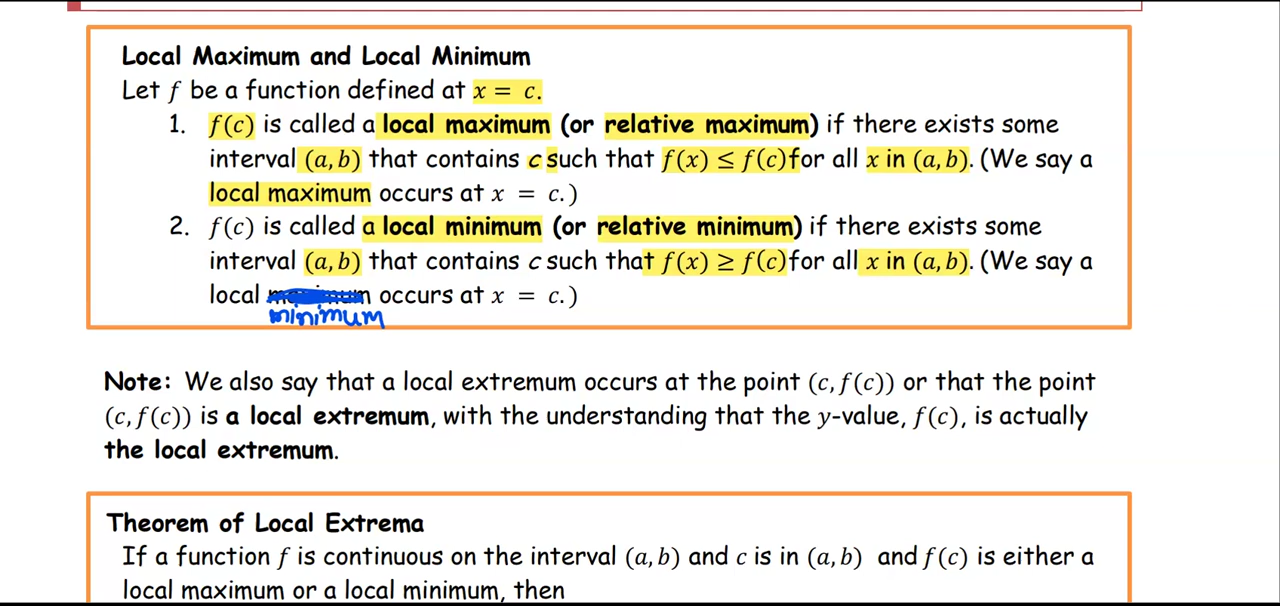 Local Maximum and Local Minimum
Let f be a function defined at x = c.
1. f(c) is called a local maximum (or relative maximum) if there exists some
interval (a, b) that contains c such that f(x) ≤ f(c) for all x in (a, b). (We say a
local maximum occurs at x = c.)
2. f(c) is called a local minimum (or relative minimum) if there exists some
interval (a, b) that contains c such that f(x) ≥ f(c) for all x in (a, b). (We say a
local maximum occurs at x = c.)
minimum
Note: We also say that a local extremum occurs at the point (c, f(c)) or that the point
(c, f(c)) is a local extremum, with the understanding that the y-value, f(c), is actually
the local extremum.
Theorem of Local Extrema
If a function f is continuous on the interval (a, b) and c is in (a, b) and f(c) is either a
local maximum or a local minimum, then